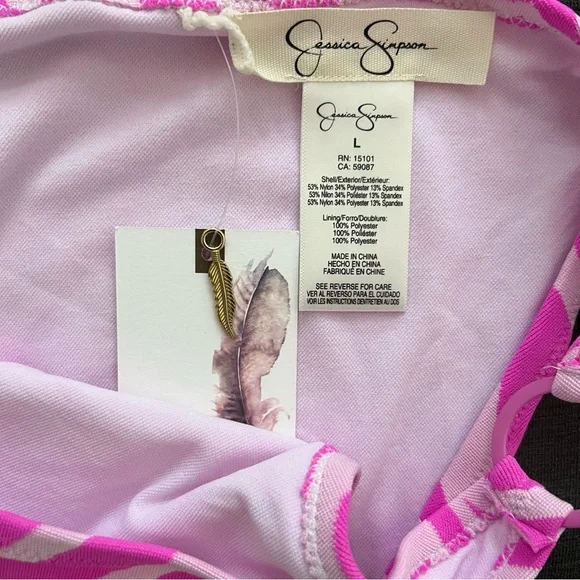 Jessica Simpson
Jessica Simpson
L
RN: 15101
CA: 59087
Shell/Exterior/Extérieur:
53% Nylon 34% Polyester 13% Spandex
53% Nilon 34% Poliéster 13% Spandex
53% Nylon 34% Polyester 13% Spandex
Lining/Forro/Doublure:
100% Polyester
100% Poliéster
100% Polyester
MADE IN CHINA
HECHO EN CHINA
FABRIQUÉ EN CHINE
SEE REVERSE FOR CARE
VER AL REVERSO PARA EL CUIDADO
VOIR LES INSTRUCTIONS D'ENTRETIEN AU DOS